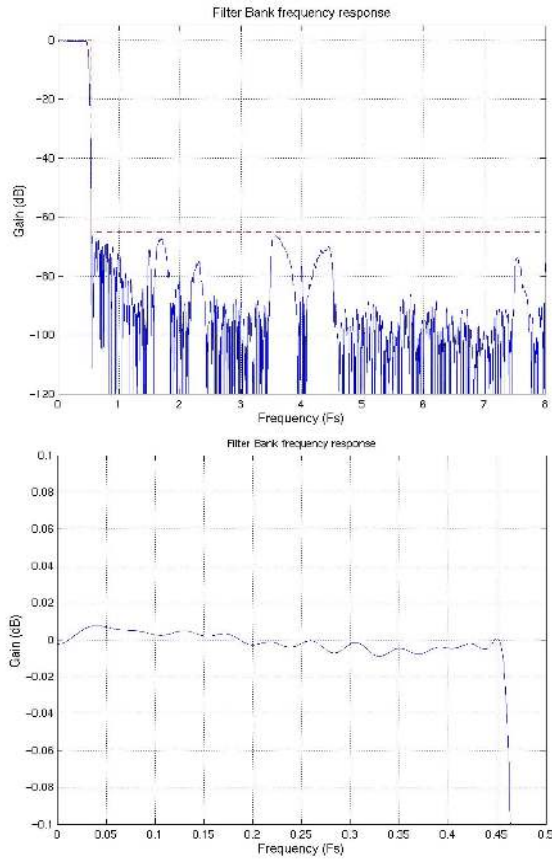 Filter Bank frequency response
0
−20
−40
−60
−80
−100
−120
Gain (dB)
0 1 2 3 4 5 6 7 8
Frequency (Fs)
Filter Bank frequency response
0.1
0.08
0.06
0.04
0.02
0
−0.02
−0.04
−0.06
−0.08
−0.1
Gain (dB)
0 0.05 0.1 0.15 0.2 0.25 0.3 0.35 0.4 0.45 0.5
Frequency (Fs)